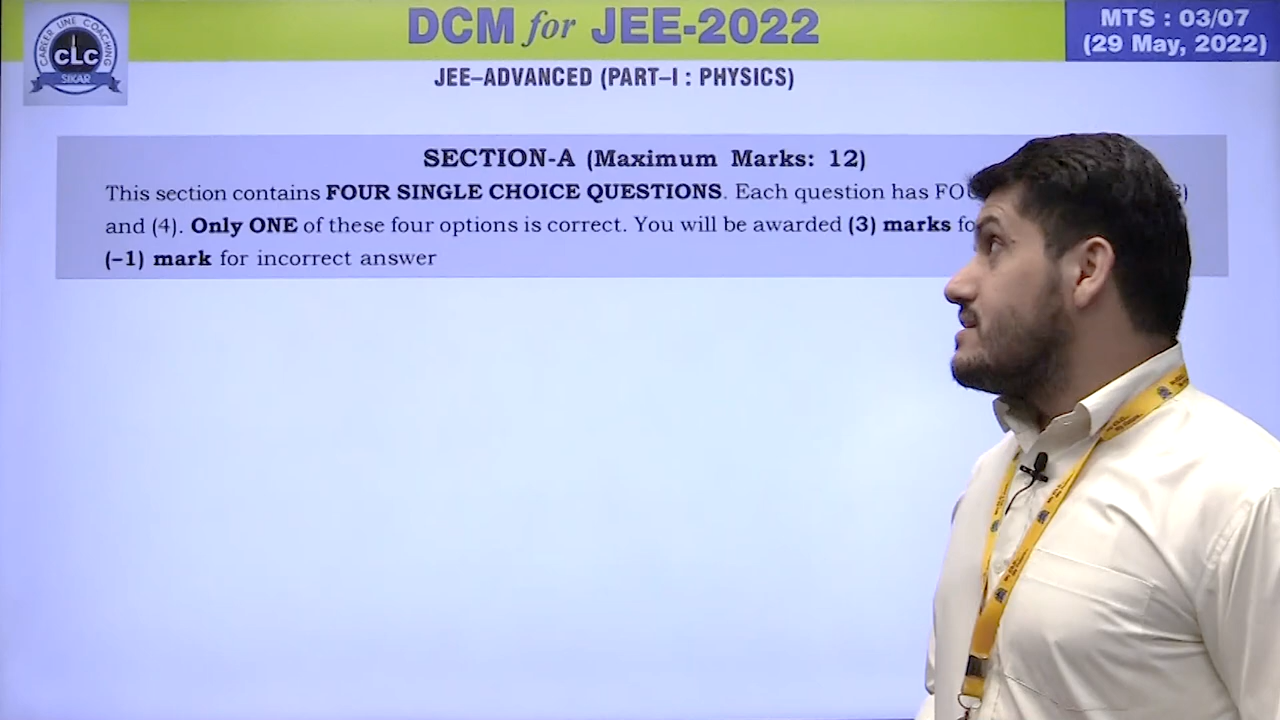 DCM for JEE-2022
MTS : 03/07
(29 May, 2022)
CAREER LINE COACHING
CLC
SIKAR
JEE–ADVANCED (PART–I : PHYSICS)
SECTION-A (Maximum Marks: 12)
This section contains FOUR SINGLE CHOICE QUESTIONS. Each question has
and (4). Only ONE of these four options is correct. You will be awarded (3) marks
(–1) mark for incorrect answer